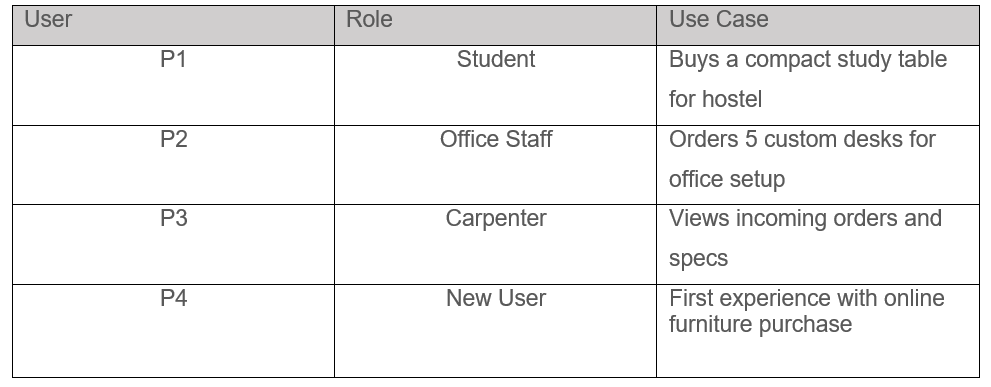 User Role Use Case
P1 Student Buys a compact study table
for hostel
P2 Office Staff Orders 5 custom desks for
office setup
P3 Carpenter Views incoming orders and
specs
P4 New User First experience with online
furniture purchase